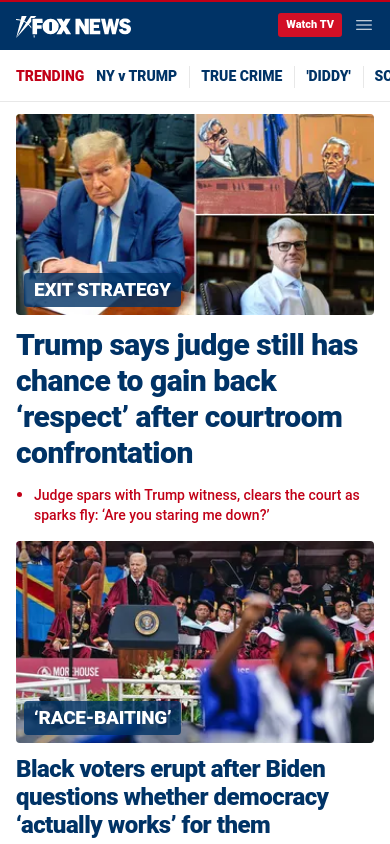 FOX NEWS
Watch TV
TRENDING NY v TRUMP TRUE CRIME 'DIDDY' SC
EXIT STRATEGY
Trump says judge still has
chance to gain back
‘respect’ after courtroom
confrontation
• Judge spars with Trump witness, clears the court as
sparks fly: ‘Are you staring me down?’
MOREHOUSE
‘RACE-BAITING’
Black voters erupt after Biden
questions whether democracy
‘actually works’ for them